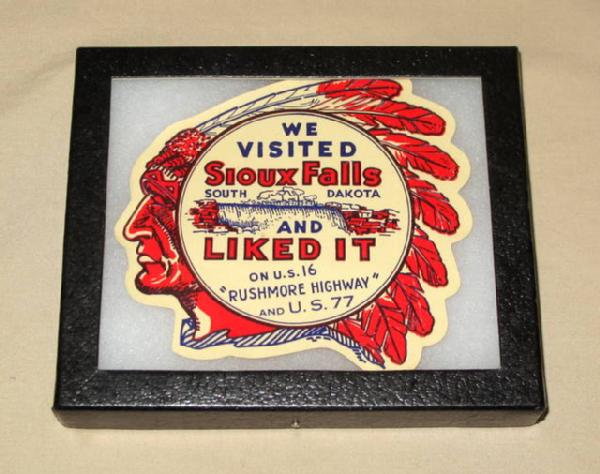 WE
VISITED
Sioux Falls
SOUTH DAKOTA
AND
LIKED IT
ON U.S. 16
"RUSHMORE HIGHWAY"
AND U.S. 77